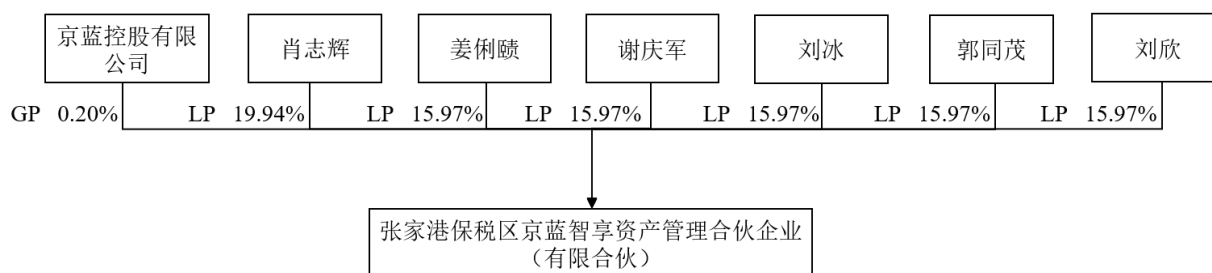 京蓝控股有限
公司
肖志辉
姜俐赜
谢庆军
刘冰
郭同茂
刘欣
GP 0.20% LP 19.94% LP 15.97% LP 15.97% LP 15.97% LP 15.97% LP 15.97%
张家港保税区京蓝智享资产管理合伙企业
（有限合伙）